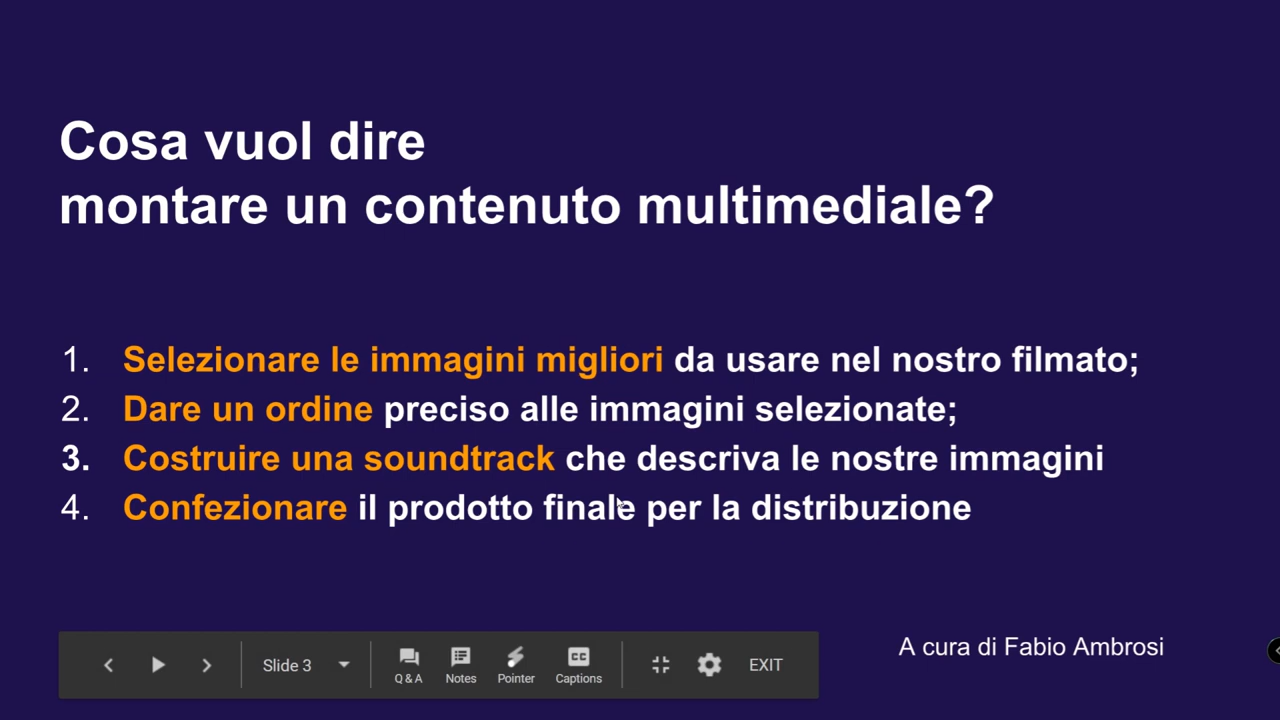 Cosa vuol dire
montare un contenuto multimediale?
1. Selezionare le immagini migliori da usare nel nostro filmato;
2. Dare un ordine preciso alle immagini selezionate;
3. Costruire una soundtrack che descriva le nostre immagini
4. Confezionare il prodotto finale per la distribuzione
A cura di Fabio Ambrosi
Slide 3 Q & A Notes Pointer CC Captions EXIT